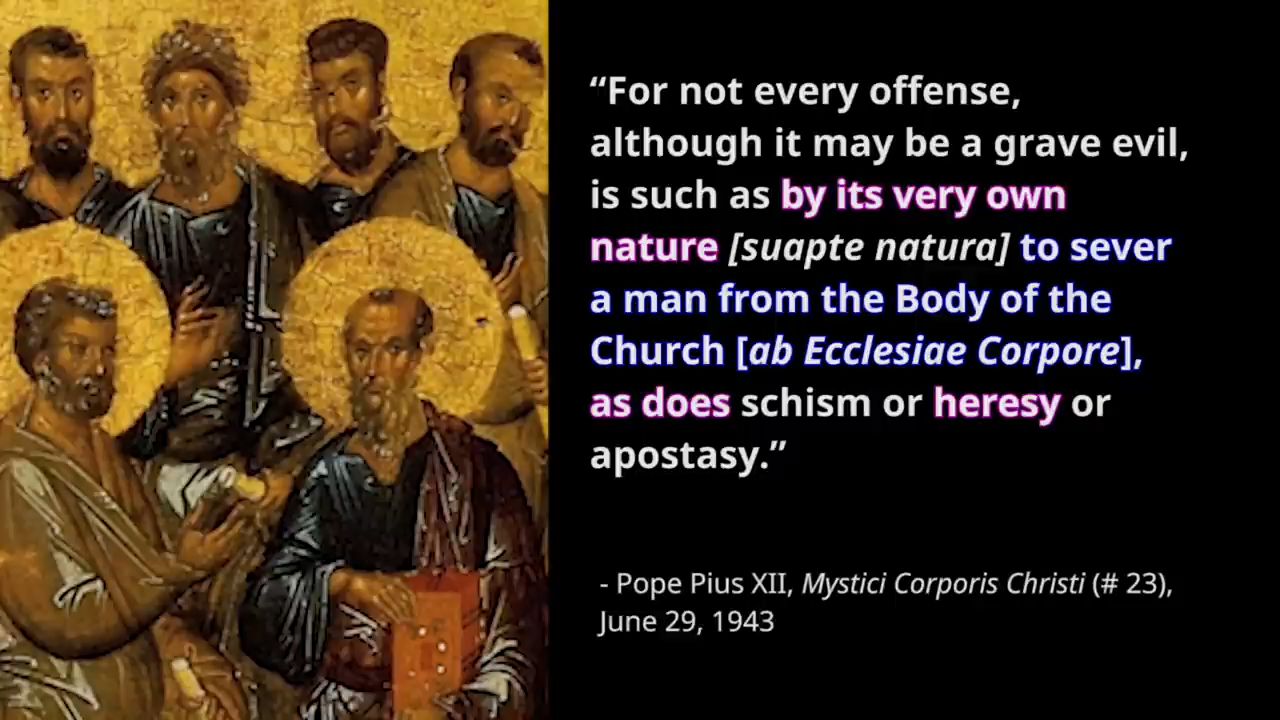 “For not every offense,
although it may be a grave evil,
is such as by its very own
nature [suapte natura] to sever
a man from the Body of the
Church [ab Ecclesiae Corpore],
as does schism or heresy or
apostasy.”
- Pope Pius XII, Mystici Corporis Christi (# 23),
June 29, 1943